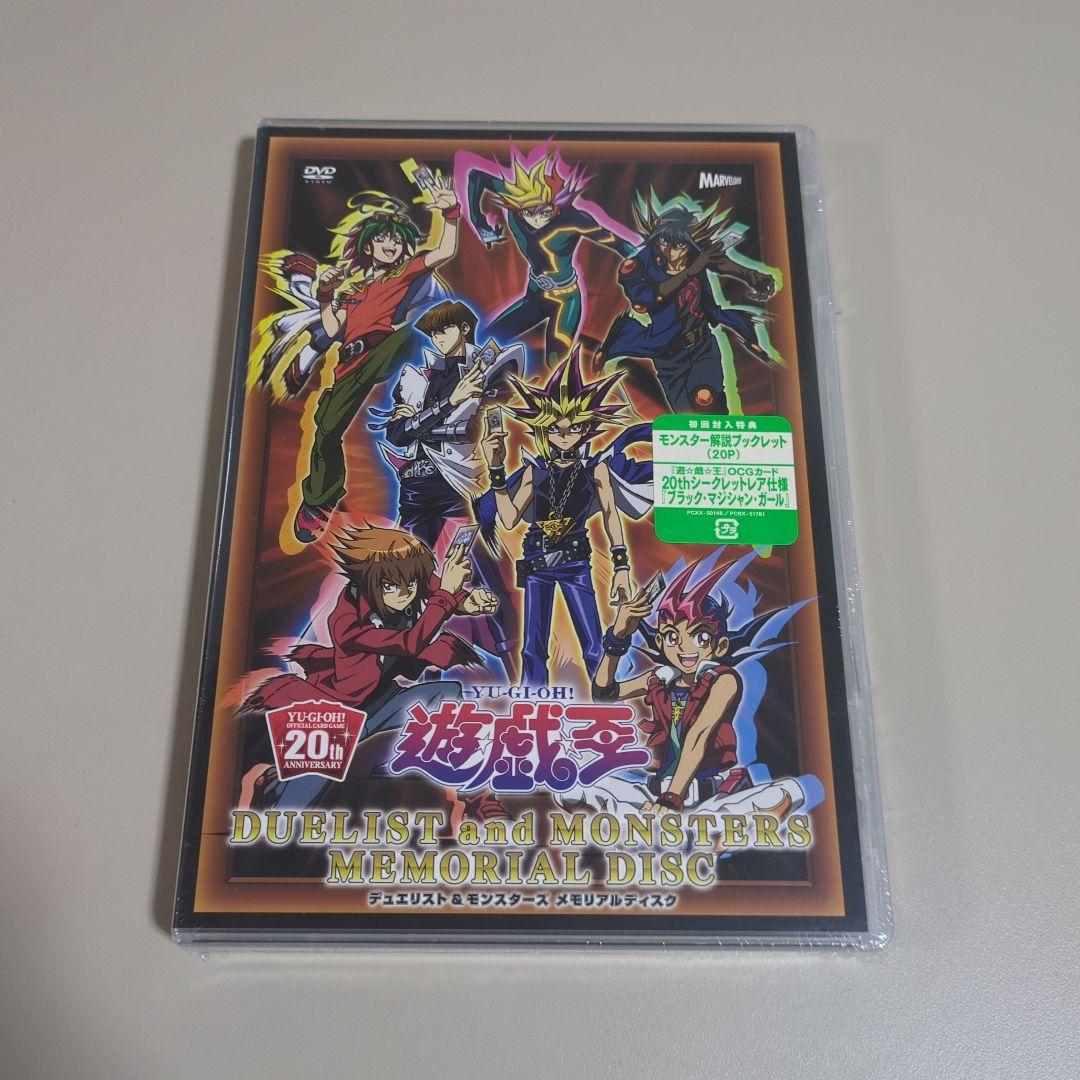 DVD
VIDEO
MARVELOUS!
初回封入特典
モンスター解説ブックレット
(20P)
『遊☆戯☆王』OCGカード
20thシークレットレア仕様
『ブラック・マジシャン・ガール』
PCXX-50148/PCBX-51781
YU-GI-OH!
遊戯王
YU-GI-OH!
OFFICIAL CARD GAME
20th
ANNIVERSARY
DUELIST and MONSTERS
MEMORIAL DISC
デュエリスト&モンスターズ メモリアルディスク